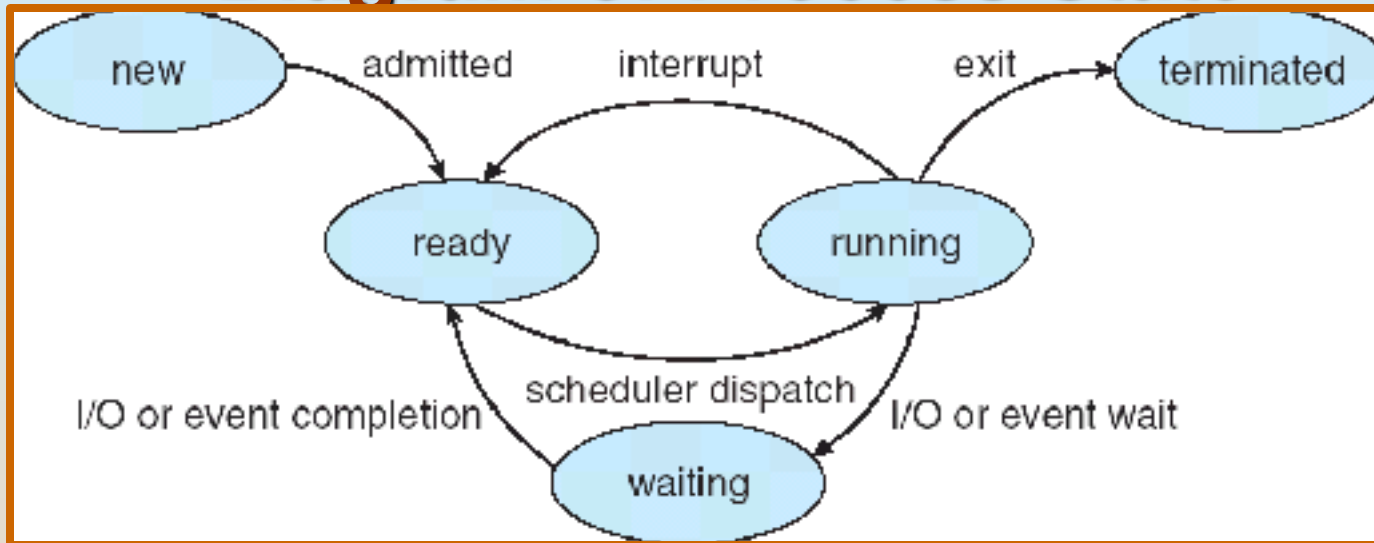 new
admitted
interrupt
exit
terminated
ready
running
scheduler dispatch
I/O or event completion
I/O or event wait
waiting